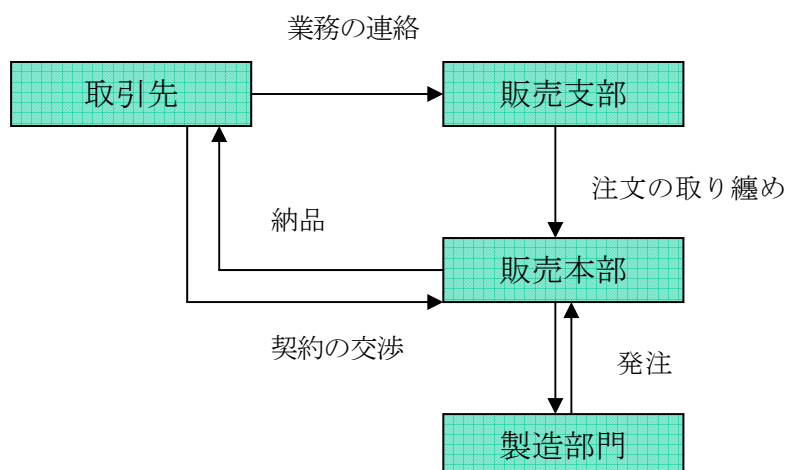 業務の連絡
取引先
販売支部
注文の取り纏め
納品
販売本部
契約の交渉
発注
製造部門